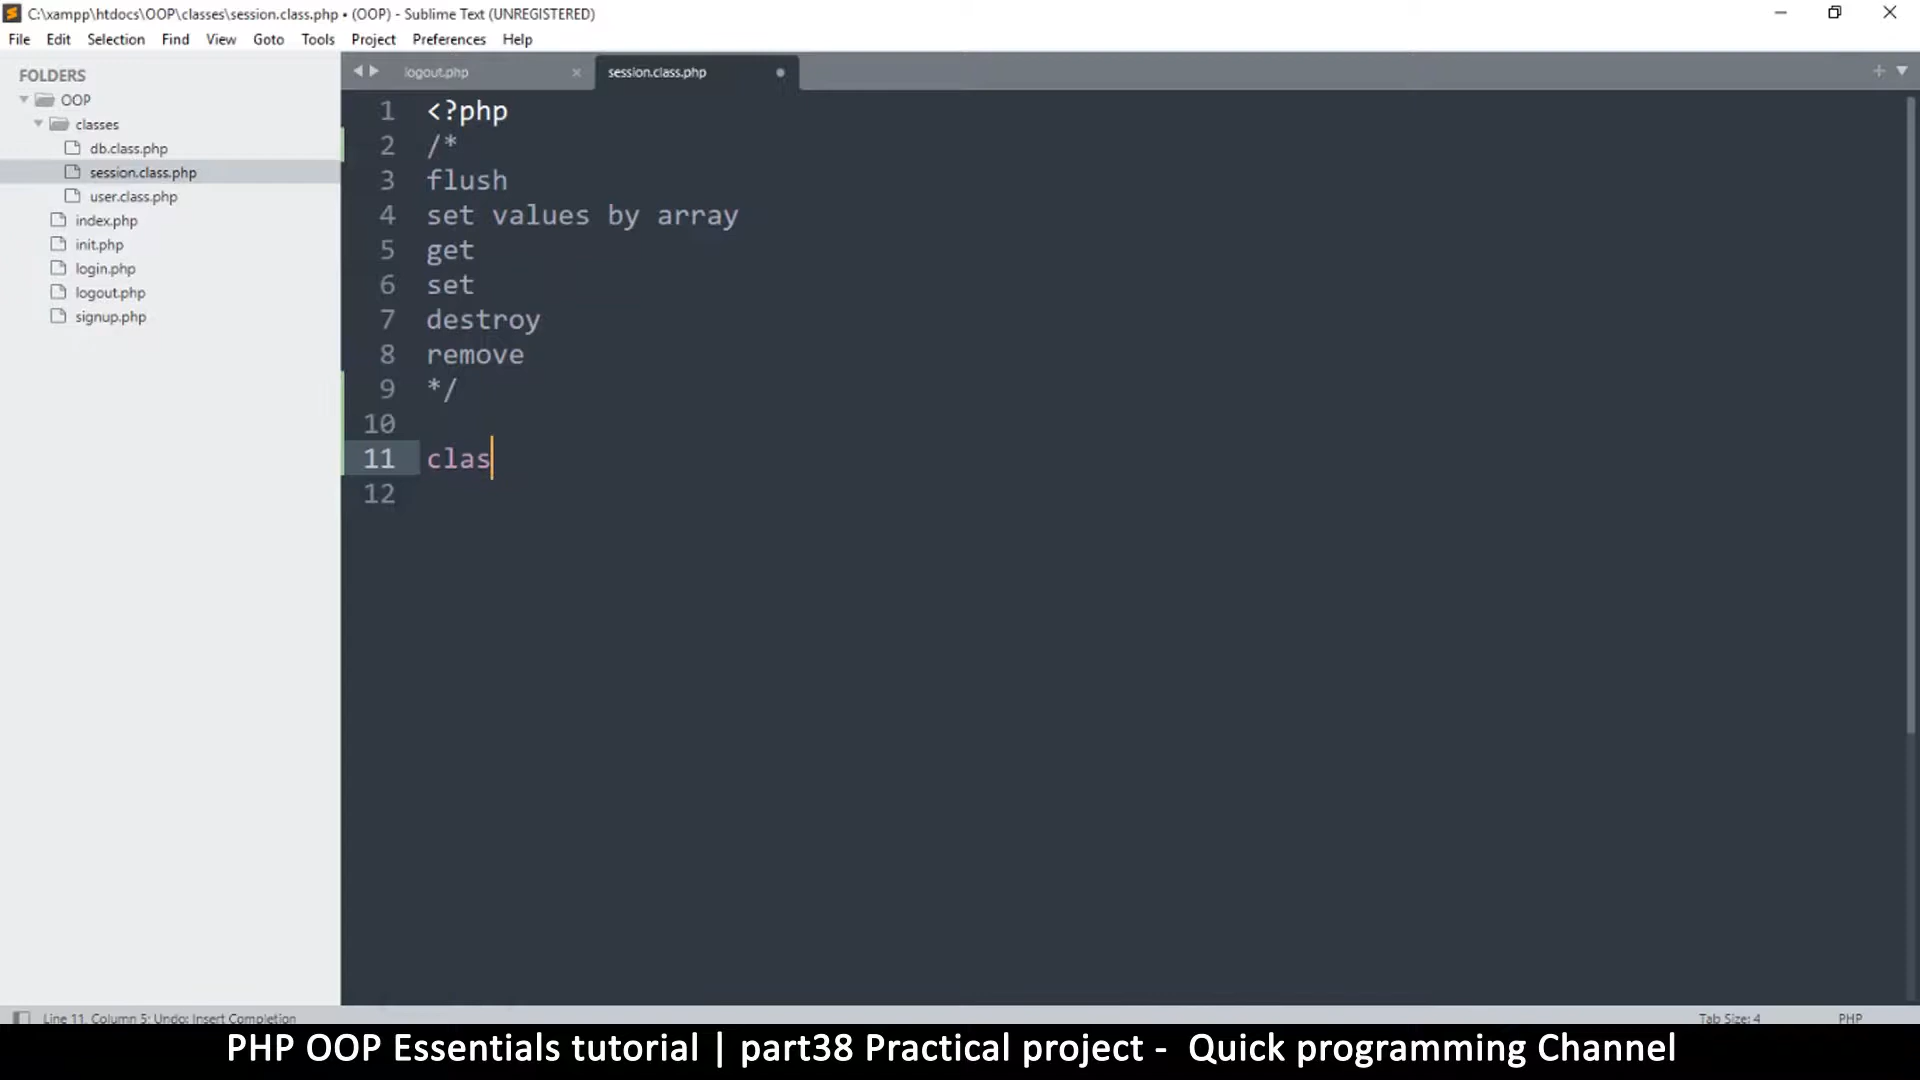 C:\xampp\htdocs\OOP\classes\session.class.php • (OOP) - Sublime Text (UNREGISTERED)
File Edit Selection Find View Goto Tools Project Preferences Help
FOLDERS
OOP
classes
db.class.php
session.class.php
user.class.php
index.php
init.php
login.php
logout.php
signup.php
logout.php × session.class.php
1 <?php
2 /*
3 flush
4 set values by array
5 get
6 set
7 destroy
8 remove
9 */
10
11 clas
12
Line 11, Column 5; Undo: Insert Completion
Tab Size: 4 PHP
PHP OOP Essentials tutorial | part38 Practical project - Quick programming Channel